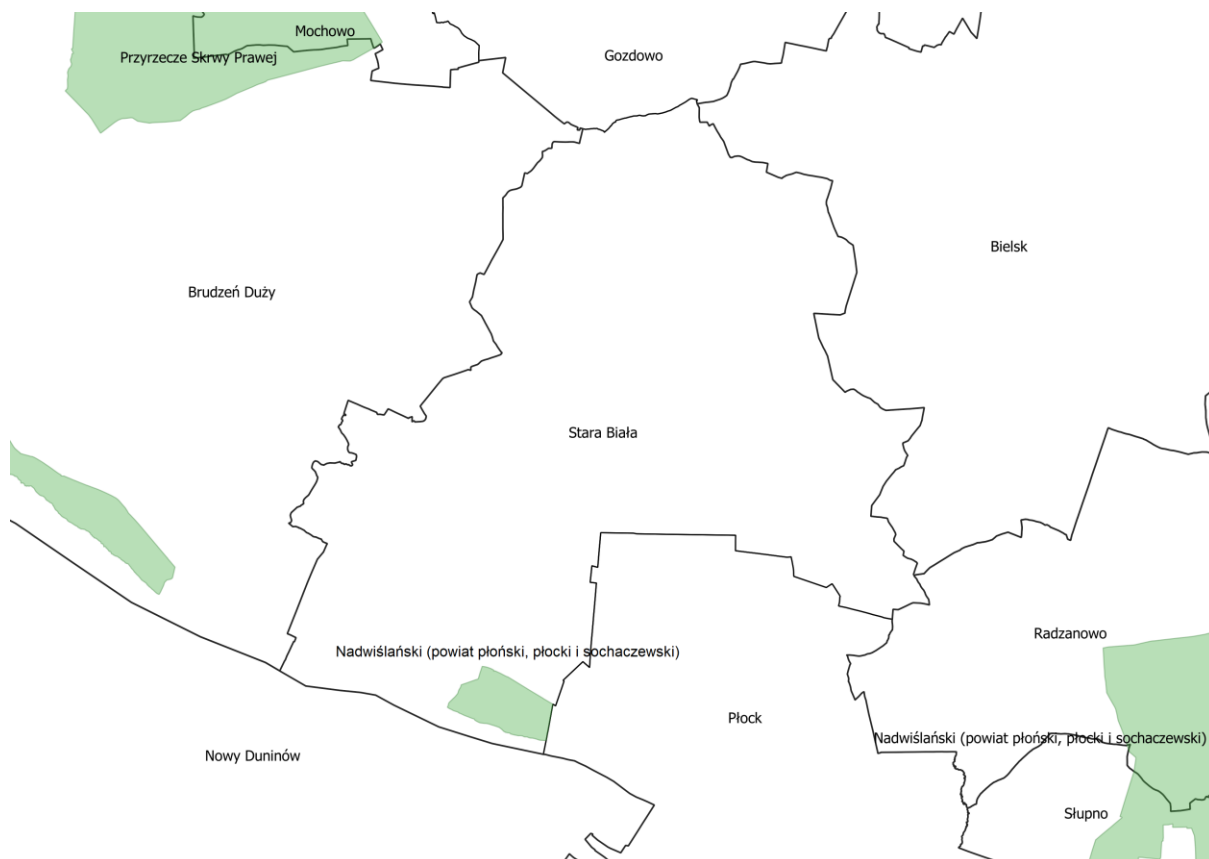 Mochowo
Przyrzecze Skrwy Prawej
Gozdowo
Bielsk
Brudzeń Duży
Stara Biała
Radzanowo
Nadwiślański (powiat płoński, płocki i sochaczewski)
Płock
Nadwiślański (powiat płoński, płocki i sochaczewski)
Nowy Duninów
Słupno